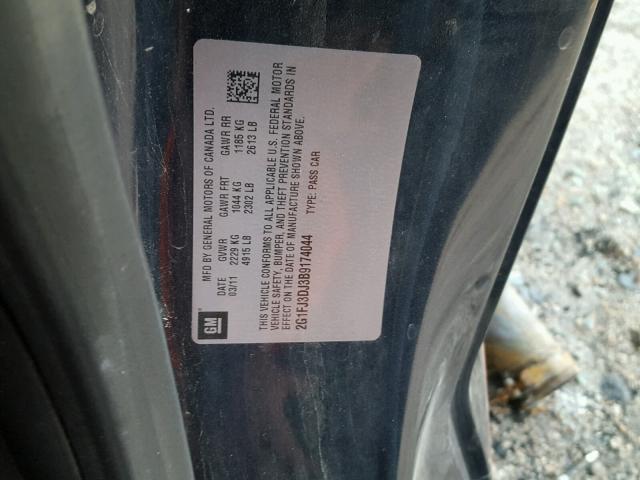 GM
MFD BY GENERAL MOTORS OF CANADA LTD.
DATE GVWR GAWR FRT GAWR RR
03/11 2229 KG 1044 KG 1185 KG
4915 LB 2302 LB 2613 LB
THIS VEHICLE CONFORMS TO ALL APPLICABLE U.S. FEDERAL MOTOR
VEHICLE SAFETY, BUMPER, AND THEFT PREVENTION STANDARDS IN
EFFECT ON THE DATE OF MANUFACTURE SHOWN ABOVE.
2G1FJ3DJ3B9174044 TYPE: PASS CAR